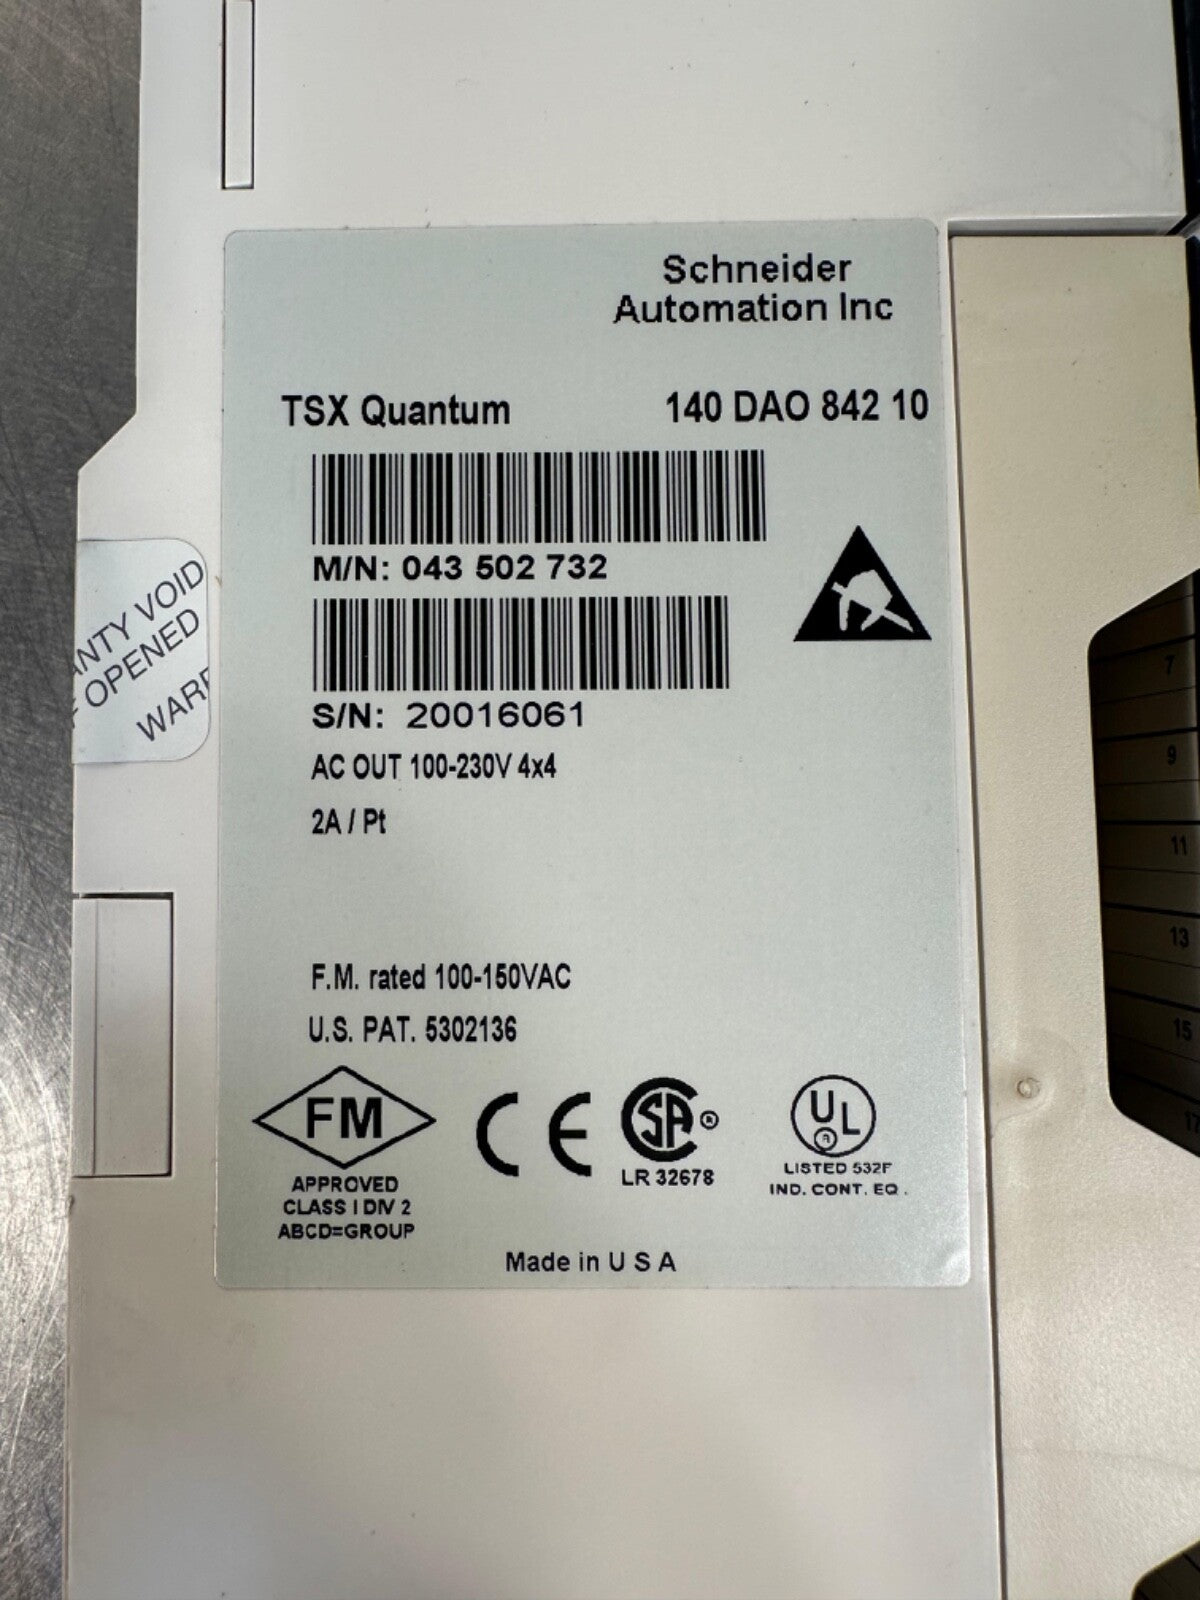 Schneider
Automation Inc
TSX Quantum 140 DAO 842 10
M/N: 043 502 732
S/N: 20016061
AC OUT 100-230V 4x4
2A / Pt
F.M. rated 100-150VAC
U.S. PAT. 5302136
FM
APPROVED
CLASS I DIV 2
ABCD=GROUP
CE
SA ®
LR 32678
UL
®
LISTED 532F
IND. CONT. EQ.
Made in U S A
ANTY VOID
F OPENED
WARR
7
9
11
13
15
17